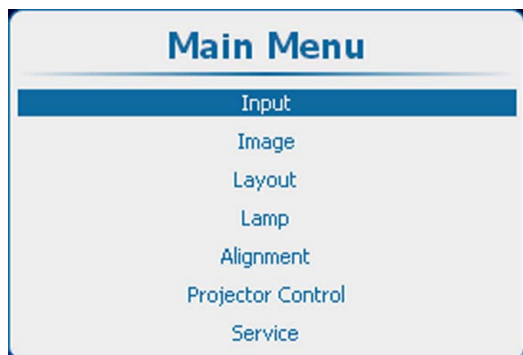 Main Menu
Input
Image
Layout
Lamp
Alignment
Projector Control
Service